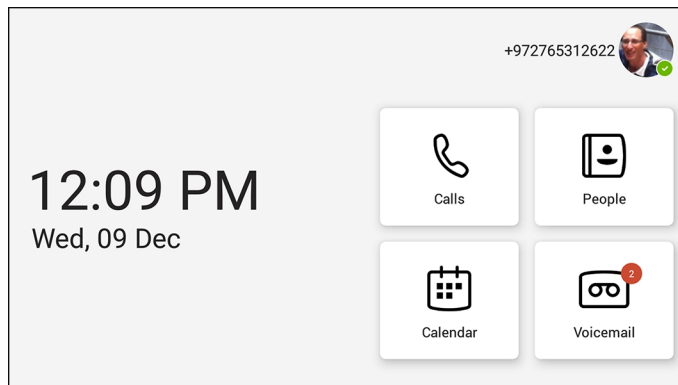 +972765312622
12:09 PM
Wed, 09 Dec
Calls
People
Calendar
2
Voicemail